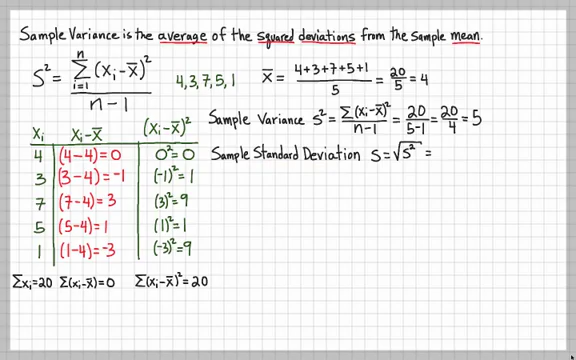 Sample Variance is the average of the squared deviations from the sample mean.
S² = Σⁿᵢ₌₁ (xᵢ-x̄)² / n-1
4,3,7,5,1
x̄ = 4+3+7+5+1 / 5 = 20/5 = 4
Sample Variance S² = Σ(xᵢ-x̄)² / n-1 = 20/5-1 = 20/4 = 5
Sample Standard Deviation S = √S² =
xᵢ xᵢ-x̄ (xᵢ-x̄)²
4 (4-4)=0 0²=0
3 (3-4)=-1 (-1)²=1
7 (7-4)=3 (3)²=9
5 (5-4)=1 (1)²=1
1 (1-4)=-3 (-3)²=9
Σxᵢ=20 Σ(xᵢ-x̄)=0 Σ(xᵢ-x̄)²=20